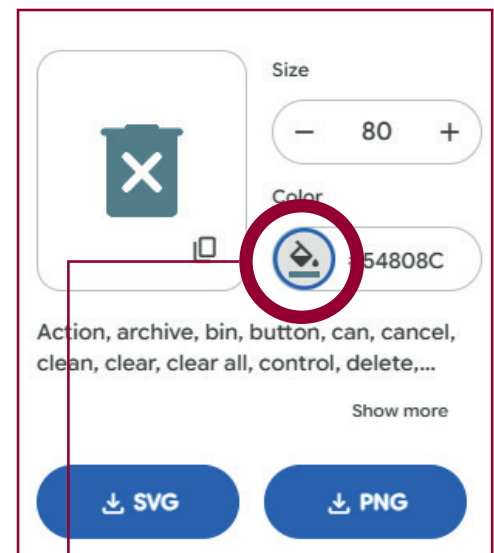 Size
80
Color
54808C
Action, archive, bin, button, can, cancel,
clean, clear, clear all, control, delete,...
Show more
SVG
PNG